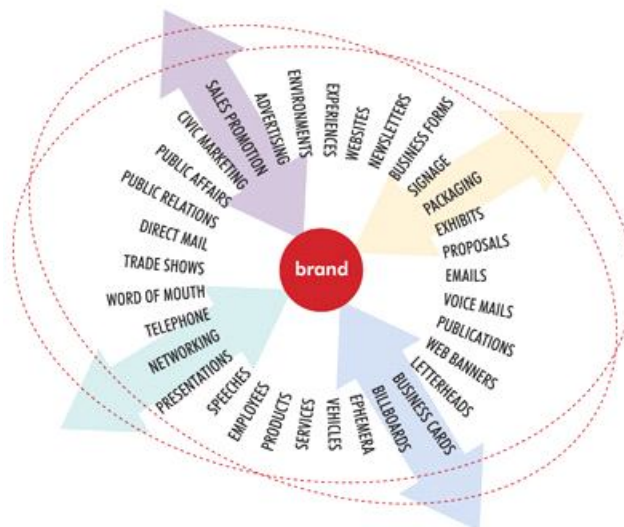 brand
SALES PROMOTION
ADVERTISING
ENVIRONMENTS
EXPERIENCES
WEBSITES
NEWSLETTERS
BUSINESS FORMS
SIGNAGE
PACKAGING
EXHIBITS
PROPOSALS
EMAILS
VOICE MAILS
PUBLICATIONS
WEB BANNERS
LETTERHEADS
BUSINESS CARDS
BILLBOARDS
EPHEMERA
VEHICLES
SERVICES
PRODUCTS
EMPLOYEES
SPEECHES
PRESENTATIONS
NETWORKING
TELEPHONE
WORD OF MOUTH
TRADE SHOWS
DIRECT MAIL
PUBLIC RELATIONS
PUBLIC AFFAIRS
CIVIC MARKETING